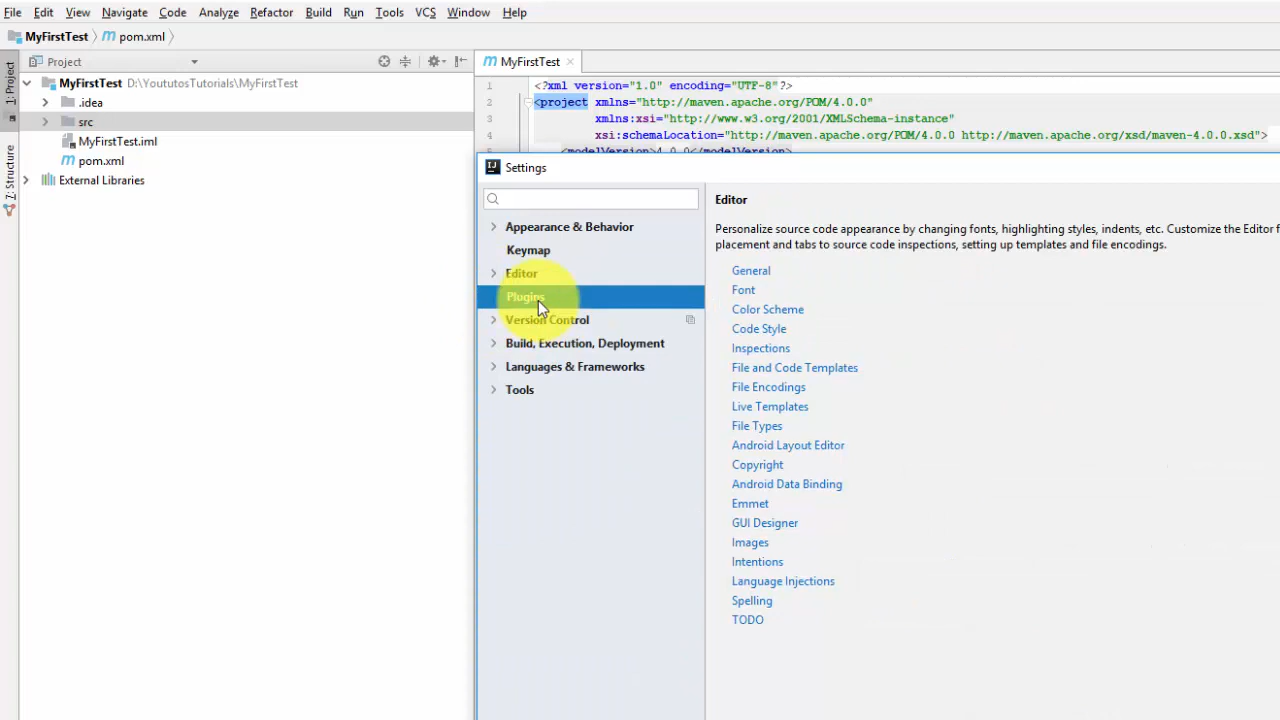 File Edit View Navigate Code Analyze Refactor Build Run Tools VCS Window Help
MyFirstTest pom.xml
1: Project
7: Structure
Project
MyFirstTest D:\YoututosTutorials\MyFirstTest
.idea
src
MyFirstTest.iml
pom.xml
External Libraries
m MyFirstTest
1 <?xml version="1.0" encoding="UTF-8"?>
2 <project xmlns="http://maven.apache.org/POM/4.0.0"
3 xmlns:xsi="http://www.w3.org/2001/XMLSchema-instance"
4 xsi:schemaLocation="http://maven.apache.org/POM/4.0.0 http://maven.apache.org/xsd/maven-4.0.0.xsd">
<modelVersion>4.0.0</modelVersion>
IJ Settings
Appearance & Behavior
Keymap
Editor
Plugins
Version Control
Build, Execution, Deployment
Languages & Frameworks
Tools
Editor
Personalize source code appearance by changing fonts, highlighting styles, indents, etc. Customize the Editor f
placement and tabs to source code inspections, setting up templates and file encodings.
General
Font
Color Scheme
Code Style
Inspections
File and Code Templates
File Encodings
Live Templates
File Types
Android Layout Editor
Copyright
Android Data Binding
Emmet
GUI Designer
Images
Intentions
Language Injections
Spelling
TODO